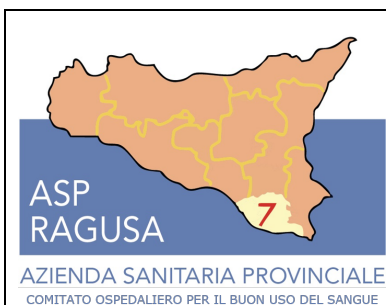 7
ASP
RAGUSA
AZIENDA SANITARIA PROVINCIALE
COMITATO OSPEDALIERO PER IL BUON USO DEL SANGUE